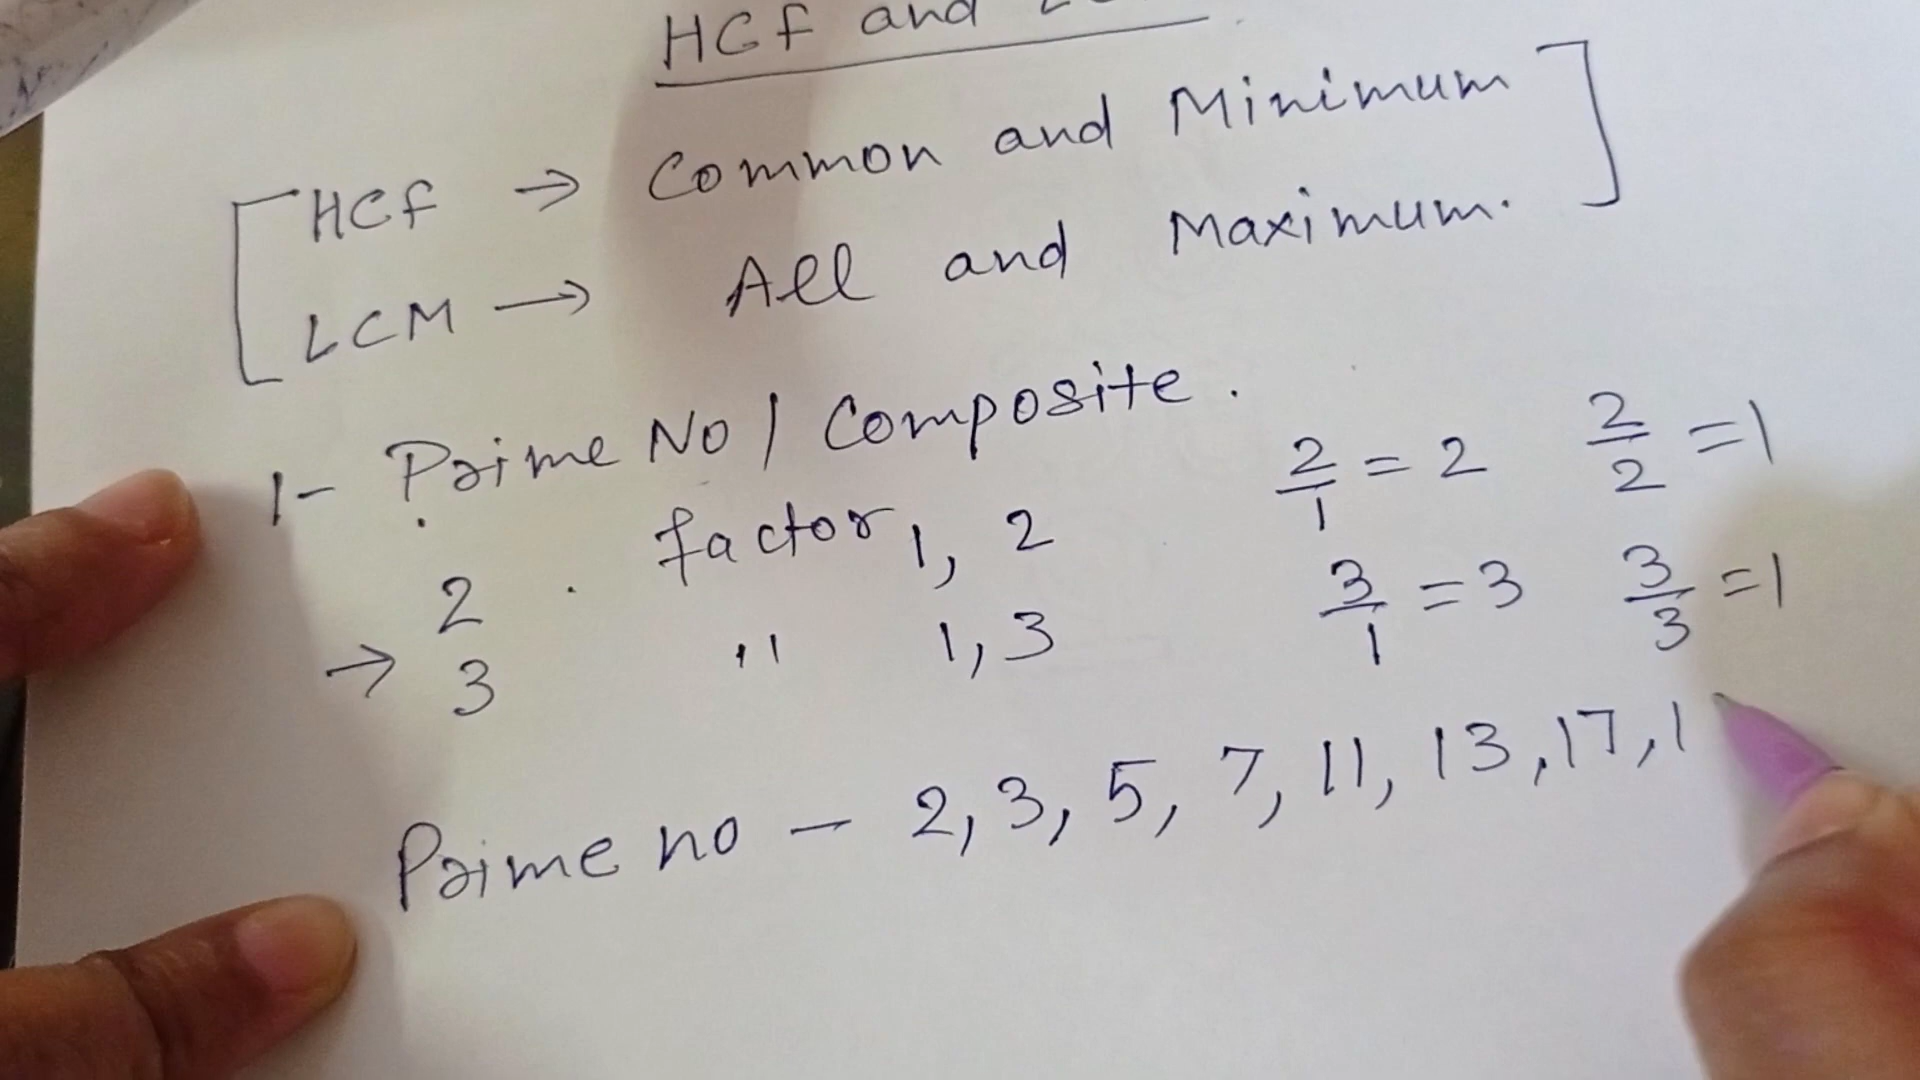 HCf and
HCf → Common and Minimum
LCM → All and Maximum.
1- Prime No / Composite.
2 . factor 1, 2 2/1 = 2 2/2 = 1
→ 3 " 1, 3 3/1 = 3 3/3 = 1
Prime no - 2, 3, 5, 7, 11, 13, 17, 1